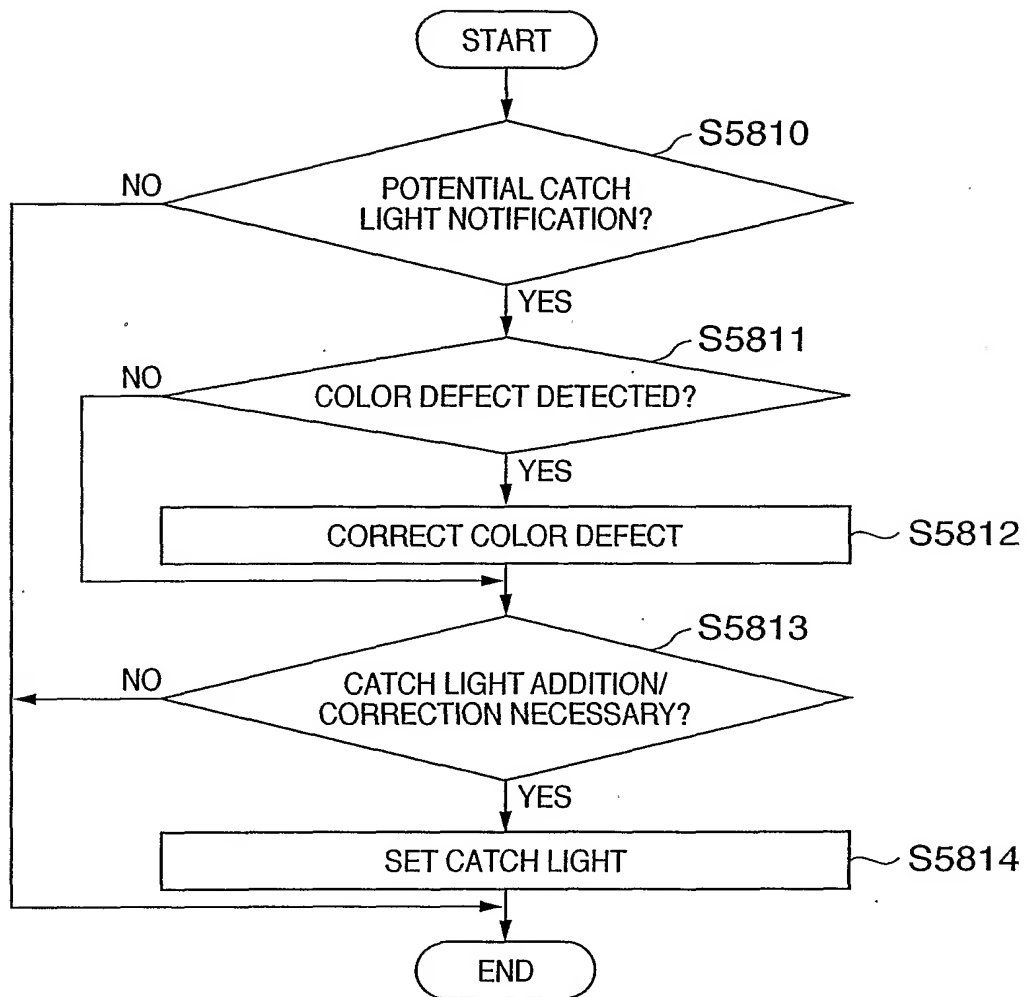 START
S5810
NO
POTENTIAL CATCH
LIGHT NOTIFICATION?
YES
S5811
NO
COLOR DEFECT DETECTED?
YES
CORRECT COLOR DEFECT
S5812
S5813
NO
CATCH LIGHT ADDITION/
CORRECTION NECESSARY?
YES
SET CATCH LIGHT
S5814
END